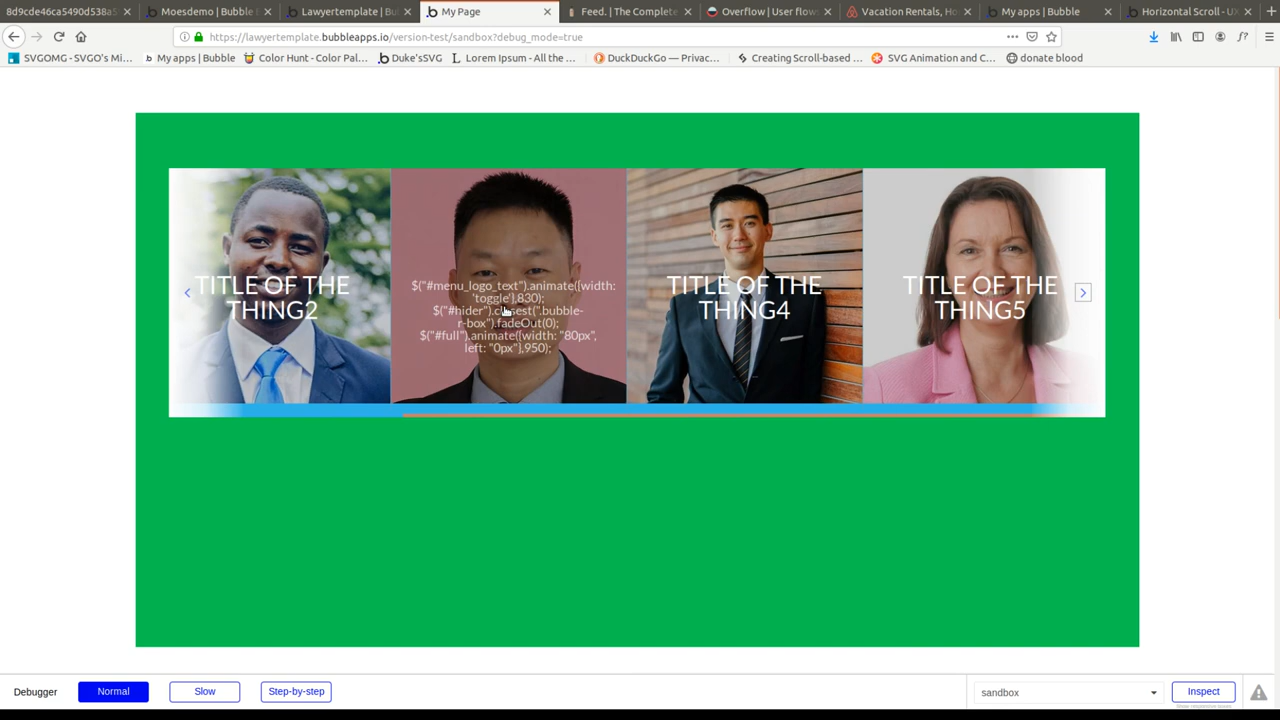 8d9cde46ca5490d538a
Moesdemo | Bubble
Lawyertemplate | Bu
My Page
Feed. | The Complete
Overflow | User flow
Vacation Rentals, Ho
My apps | Bubble
Horizontal Scroll - UX
https://lawyertemplate.bubbleapps.io/version-test/sandbox?debug_mode=true
SVGOMG - SVGO's Mi...
My apps | Bubble
Color Hunt - Color Pal...
Duke'sSVG
Lorem Ipsum - All the ...
DuckDuckGo — Privac...
Creating Scroll-based ...
SVG Animation and C...
donate blood
TITLE OF THE
THING2
$("#menu_logo_text").animate({width:
'toggle'},830);
$("#hider").closest(".bubble-
r-box").fadeOut(0);
$("#full").animate({width: "80px",
left: "0px"},950);
TITLE OF THE
THING4
TITLE OF THE
THING5
Debugger
Normal
Slow
Step-by-step
sandbox
Inspect